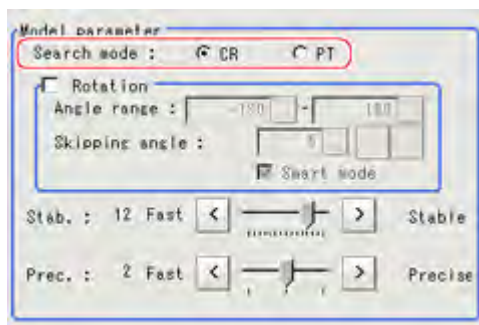 Model parameter
Search mode : CR PT
Rotation
Angle range : -180 - 180
Skipping angle : 5
Smart mode
Stab. : 12 Fast < > Stable
Prec. : 2 Fast < > Precise